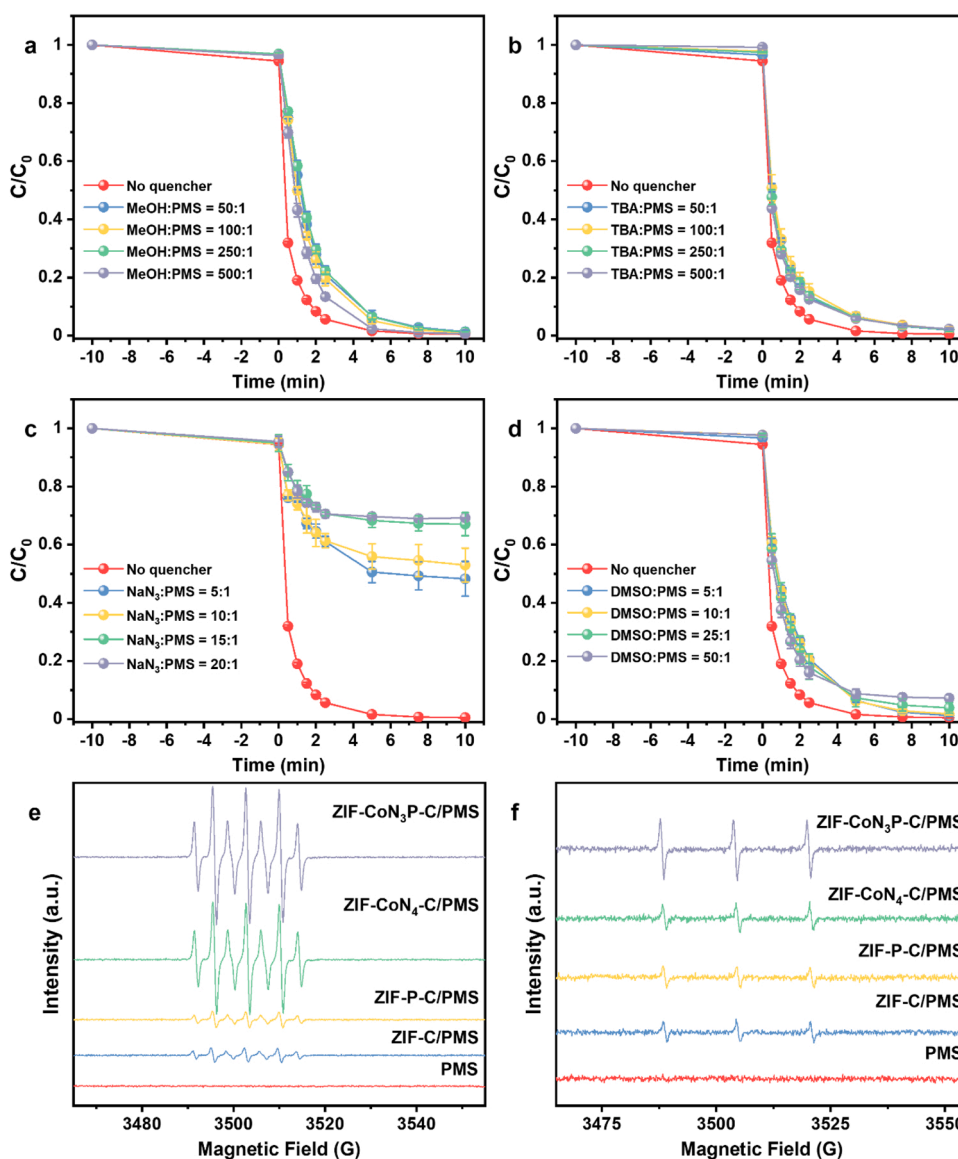 a
C/C₀
1
0.8
0.6
0.4
0.2
0
No quencher
MeOH:PMS = 50:1
MeOH:PMS = 100:1
MeOH:PMS = 250:1
MeOH:PMS = 500:1
-10 -8 -6 -4 -2 0 2 4 6 8 10
Time (min)
b
C/C₀
1
0.8
0.6
0.4
0.2
0
No quencher
TBA:PMS = 50:1
TBA:PMS = 100:1
TBA:PMS = 250:1
TBA:PMS = 500:1
-10 -8 -6 -4 -2 0 2 4 6 8 10
Time (min)
c
C/C₀
1
0.8
0.6
0.4
0.2
0
No quencher
NaN₃:PMS = 5:1
NaN₃:PMS = 10:1
NaN₃:PMS = 15:1
NaN₃:PMS = 20:1
-10 -8 -6 -4 -2 0 2 4 6 8 10
Time (min)
d
C/C₀
1
0.8
0.6
0.4
0.2
0
No quencher
DMSO:PMS = 5:1
DMSO:PMS = 10:1
DMSO:PMS = 25:1
DMSO:PMS = 50:1
-10 -8 -6 -4 -2 0 2 4 6 8 10
Time (min)
e
Intensity (a.u.)
ZIF-CoN₃P-C/PMS
ZIF-CoN₄-C/PMS
ZIF-P-C/PMS
ZIF-C/PMS
PMS
3480 3500 3520 3540
Magnetic Field (G)
f
Intensity (a.u.)
ZIF-CoN₃P-C/PMS
ZIF-CoN₄-C/PMS
ZIF-P-C/PMS
ZIF-C/PMS
PMS
3475 3500 3525 3550
Magnetic Field (G)